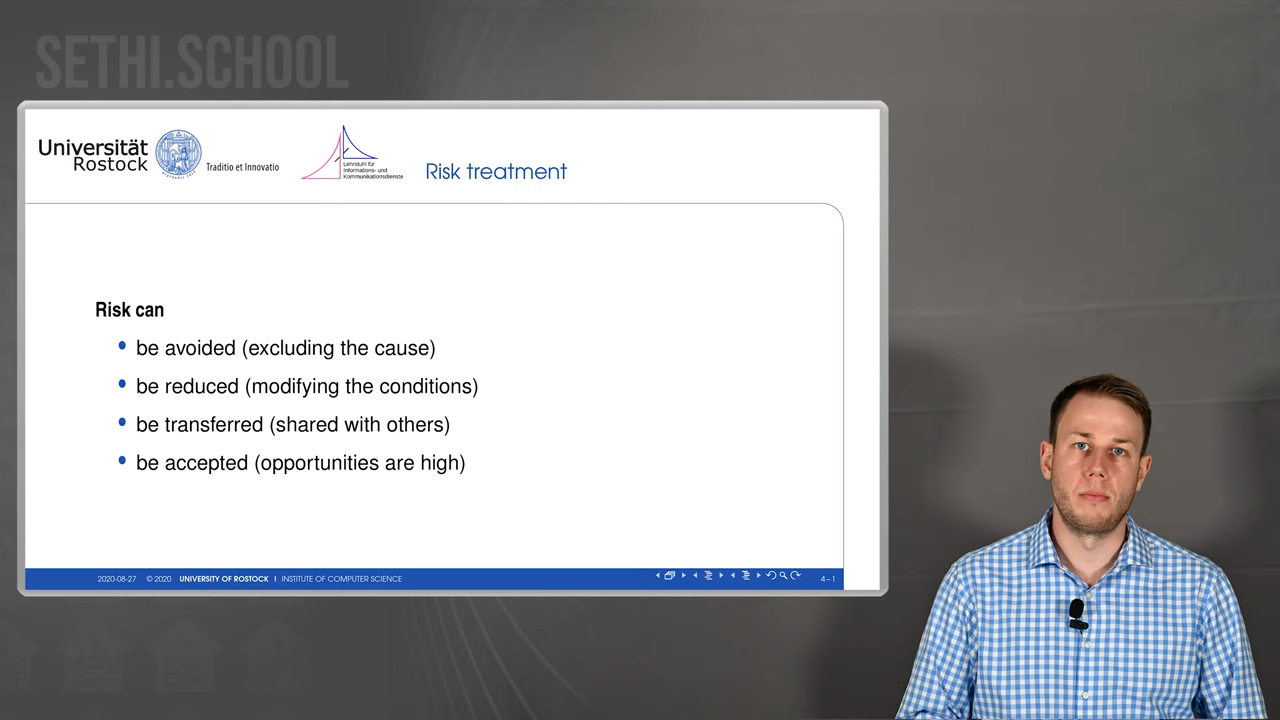 SETHI.SCHOOL
Universität
Rostock
Traditio et Innovatio
Lehrstuhl für
Informations- und
Kommunikationsdienste
Risk treatment
Risk can
• be avoided (excluding the cause)
• be reduced (modifying the conditions)
• be transferred (shared with others)
• be accepted (opportunities are high)
2020-08-27 © 2020 UNIVERSITY OF ROSTOCK | INSTITUTE OF COMPUTER SCIENCE 4–1